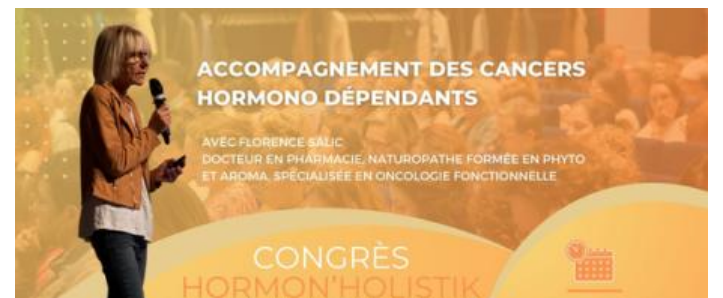 ACCOMPAGNEMENT DES CANCERS
HORMONO DÉPENDANTS
AVEC FLORENCE SALIC
DOCTEUR EN PHARMACIE, NATUROPATHE FORMÉE EN PHYTO
ET AROMA, SPÉCIALISÉE EN ONCOLOGIE FONCTIONNELLE
CONGRÈS
HORMON'HOLISTIK